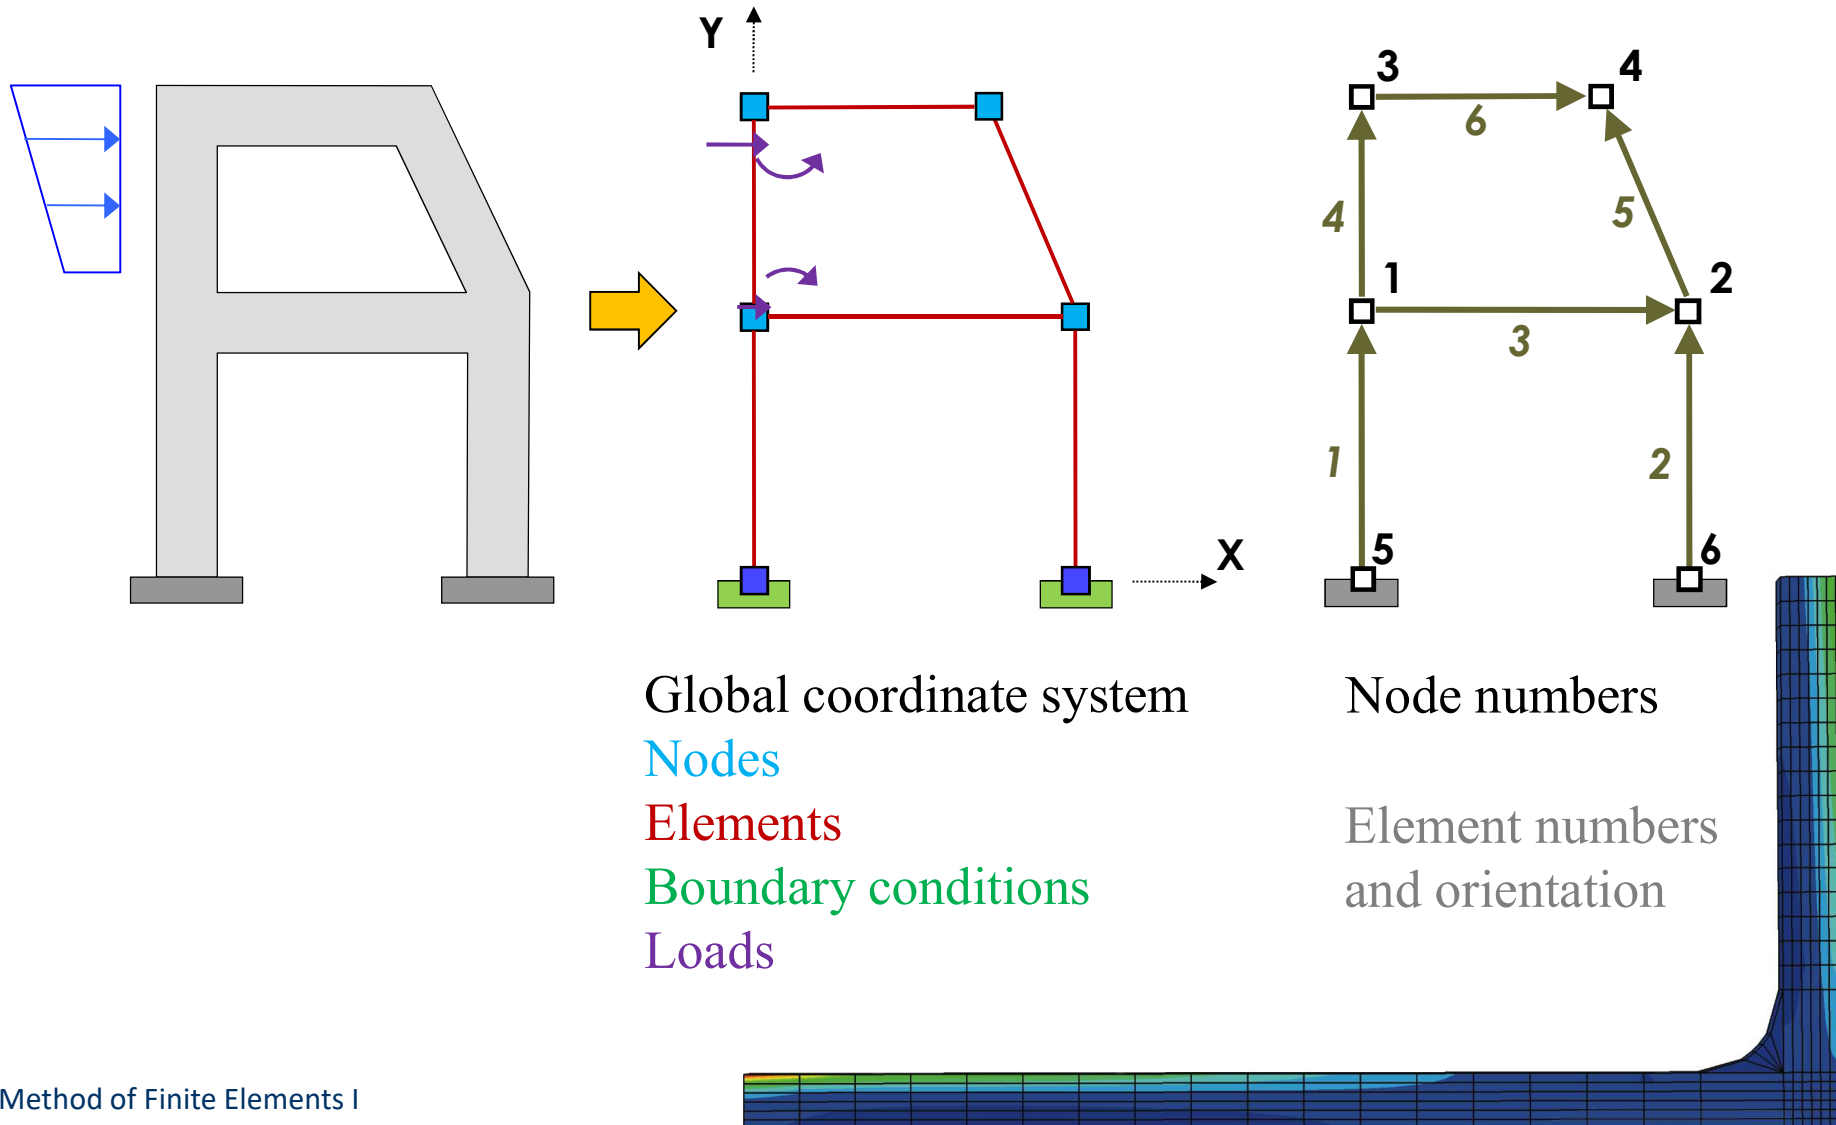 Y
X
3
4
6
4
5
1
2
3
1
2
5
6
Global coordinate system
Nodes
Elements
Boundary conditions
Loads
Node numbers
Element numbers
and orientation
Method of Finite Elements I